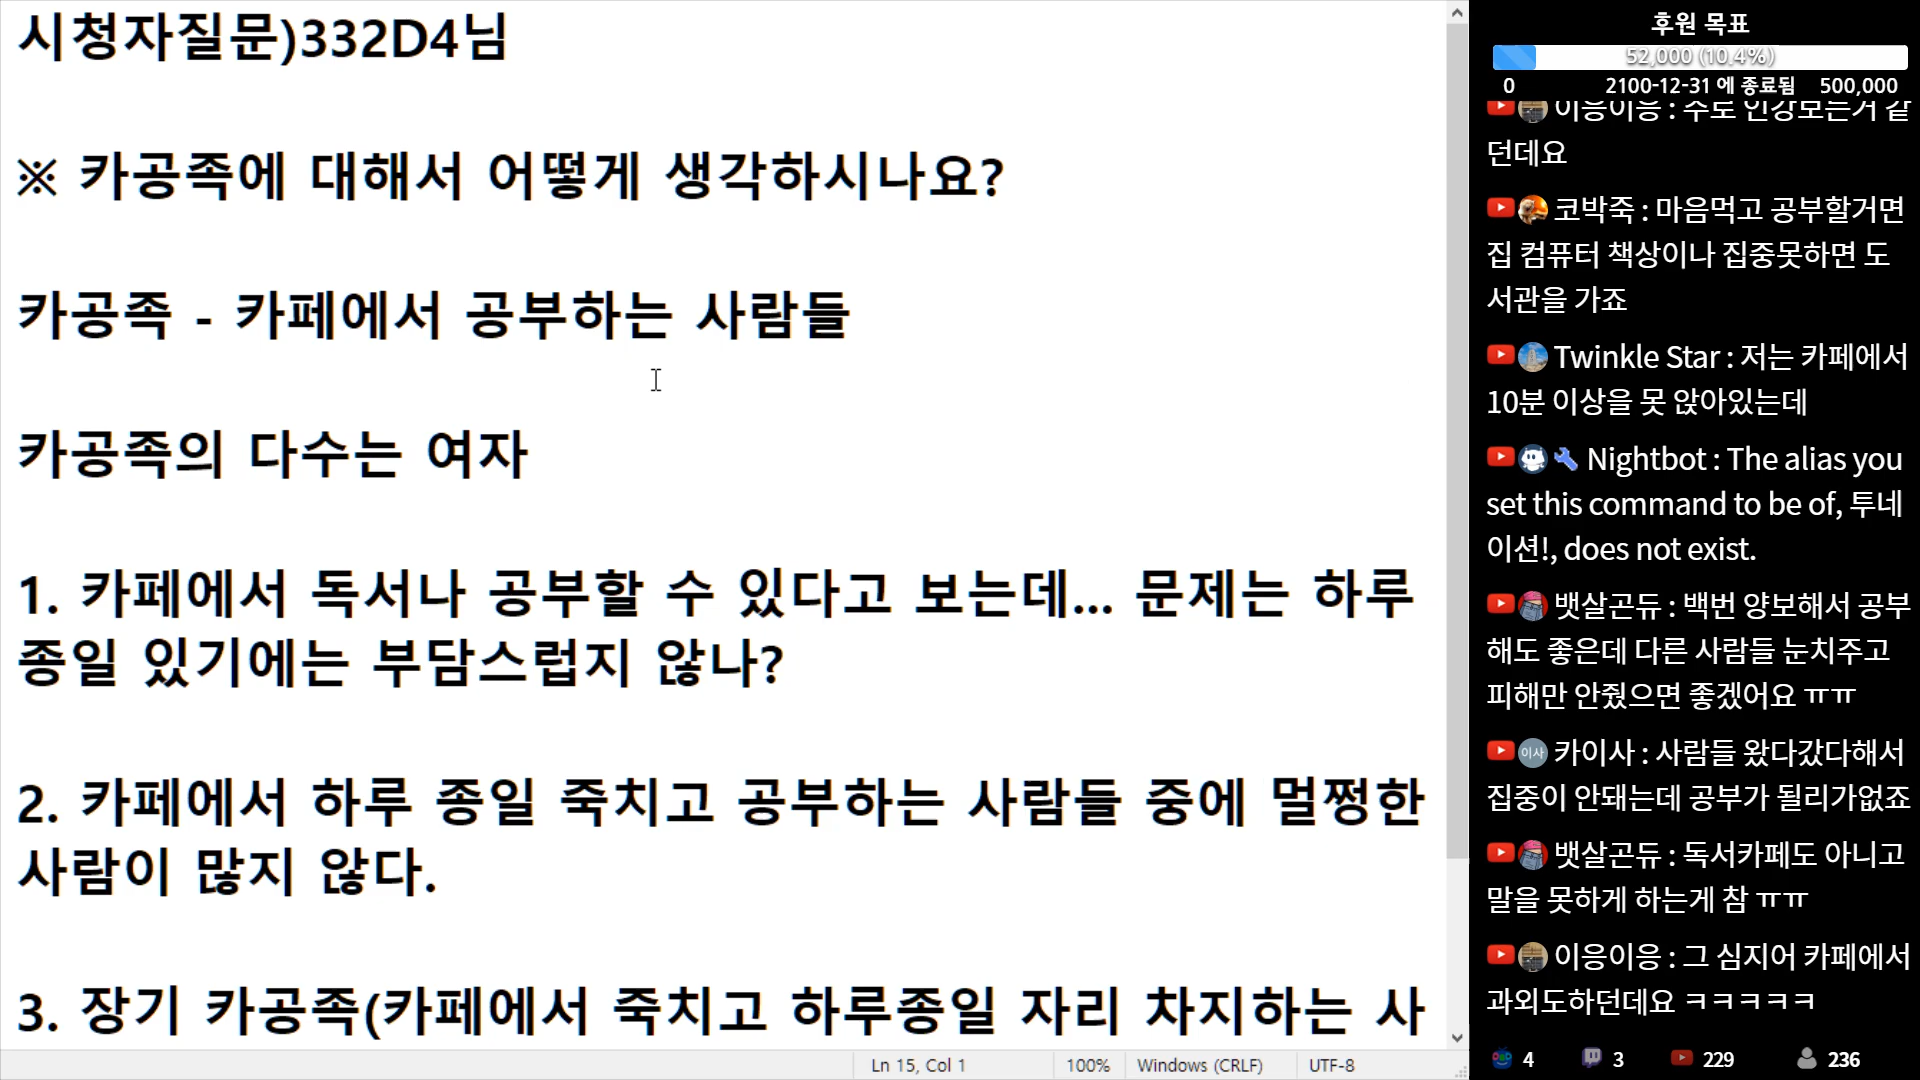 시청자질문)332D4님
※ 카공족에 대해서 어떻게 생각하시나요?
카공족 - 카페에서 공부하는 사람들
카공족의 다수는 여자
1. 카페에서 독서나 공부할 수 있다고 보는데... 문제는 하루
종일 있기에는 부담스럽지 않나?
2. 카페에서 하루 종일 죽치고 공부하는 사람들 중에 멀쩡한
사람이 많지 않다.
3. 장기 카공족(카페에서 죽치고 하루종일 자리 차지하는 사
Ln 15, Col 1
100%
Windows (CRLF)
UTF-8
후원 목표
52,000 (10.4%)
0
2100-12-31 에 종료됨
500,000
이응이응 : 주로 인강보는거 같
던데요
코박죽 : 마음먹고 공부할거면
집 컴퓨터 책상이나 집중못하면 도
서관을 가죠
Twinkle Star : 저는 카페에서
10분 이상을 못 앉아있는데
Nightbot : The alias you
set this command to be of, 투네
이션!, does not exist.
뱃살곤듀 : 백번 양보해서 공부
해도 좋은데 다른 사람들 눈치주고
피해만 안줬으면 좋겠어요 ㅠㅠ
이사 카이사 : 사람들 왔다갔다해서
집중이 안돼는데 공부가 될리가없죠
뱃살곤듀 : 독서카페도 아니고
말을 못하게 하는게 참 ㅠㅠ
이응이응 : 그 심지어 카페에서
과외도하던데요 ㅋㅋㅋㅋㅋ
4
3
229
236